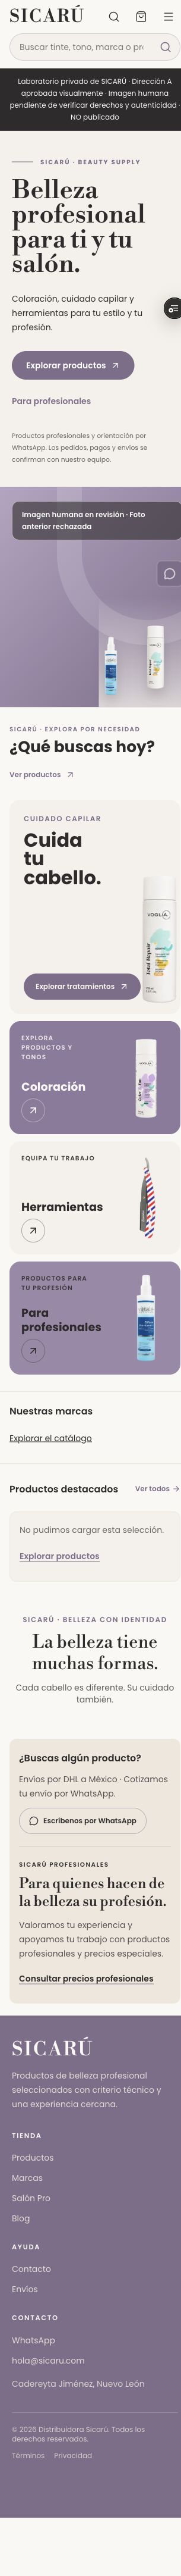 SICARÚ
Buscar tinte, tono, marca o pr
Laboratorio privado de SICARÚ · Dirección A
aprobada visualmente · Imagen humana
pendiente de verificar derechos y autenticidad ·
NO publicado
SICARÚ · BEAUTY SUPPLY
Belleza
profesional
para ti y tu
salón.
Coloración, cuidado capilar y
herramientas para tu estilo y tu
profesión.
Explorar productos
Para profesionales
Productos profesionales y orientación por
WhatsApp. Los pedidos, pagos y envíos se
confirman con nuestro equipo.
Imagen humana en revisión · Foto
anterior rechazada
SICARÚ · EXPLORA POR NECESIDAD
¿Qué buscas hoy?
Ver productos
CUIDADO CAPILAR
Cuida
tu
cabello.
VOGLIA
Total Repair
Explorar tratamientos
EXPLORA
PRODUCTOS Y
TONOS
Coloración
EQUIPA TU TRABAJO
Herramientas
PRODUCTOS PARA
TU PROFESIÓN
Para
profesionales
Nuestras marcas
Explorar el catálogo
Productos destacados
Ver todos →
No pudimos cargar esta selección.
Explorar productos
SICARÚ · BELLEZA CON IDENTIDAD
La belleza tiene
muchas formas.
Cada cabello es diferente. Su cuidado
también.
¿Buscas algún producto?
Envíos por DHL a México · Cotizamos
tu envío por WhatsApp.
Escríbenos por WhatsApp
SICARÚ PROFESIONALES
Para quienes hacen de
la belleza su profesión.
Valoramos tu experiencia y
apoyamos tu trabajo con productos
profesionales y precios especiales.
Consultar precios profesionales
SICARÚ
Productos de belleza profesional
seleccionados con criterio técnico y
una experiencia cercana.
TIENDA
Productos
Marcas
Salón Pro
Blog
AYUDA
Contacto
Envíos
CONTACTO
WhatsApp
hola@sicaru.com
Cadereyta Jiménez, Nuevo León
© 2026 Distribuidora Sicarú. Todos los
derechos reservados.
Términos Privacidad